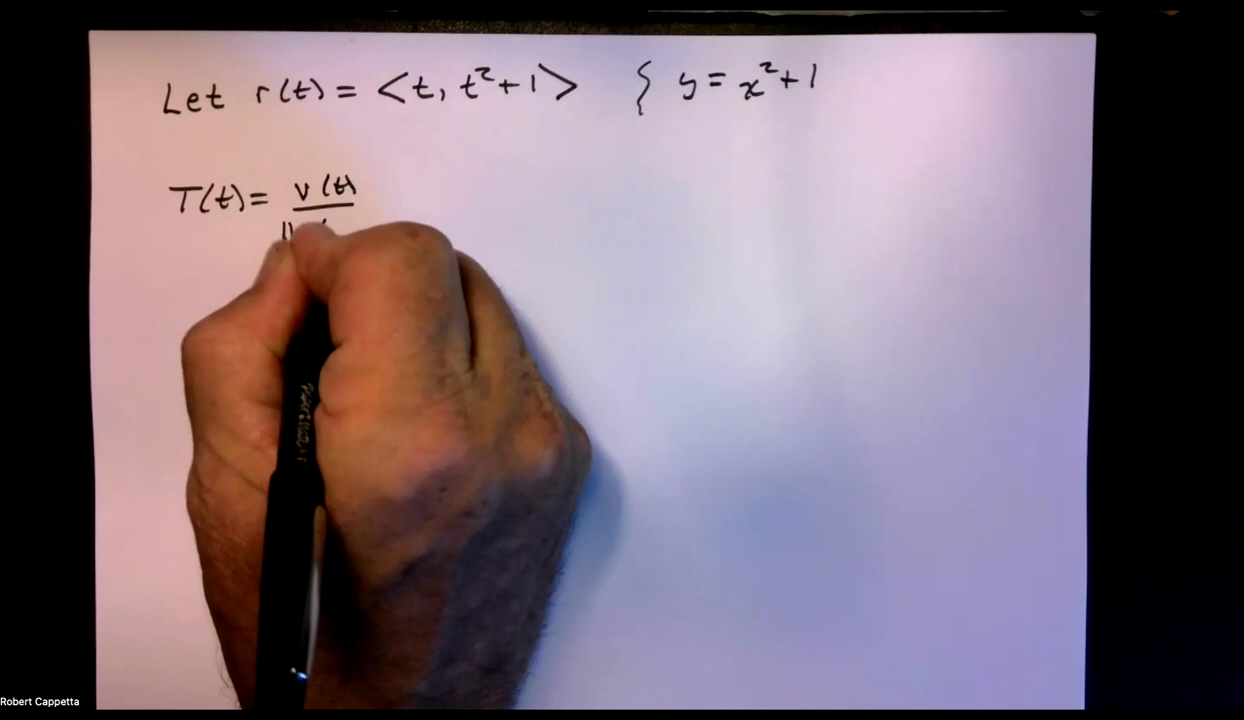 Let r(t) = <t, t²+1> { y = x²+1
T(t) = v(t)
||
Robert Cappetta